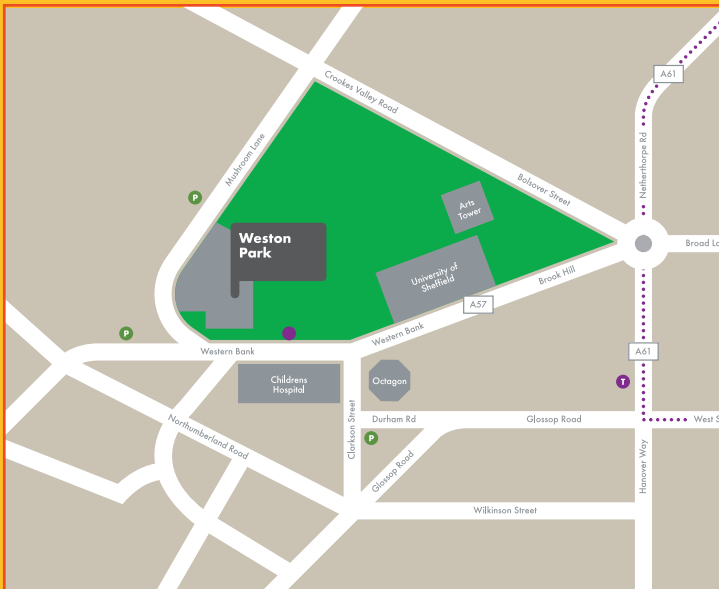 A61
Crookes Valley Road
Mushroom Lane
Netherthorpe Rd
Bolsover Street
P
Arts
Tower
Weston
Park
Broad
University of
Sheffield
Brook Hill
A57
P
Western Bank
Western Bank
A61
Childrens
Hospital
Octagon
T
Northumberland Road
Clarkson Street
Durham Rd
Glossop Road
West
P
Glossop Road
Hanover Way
Wilkinson Street